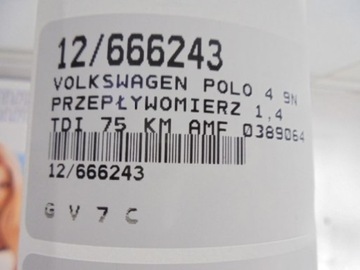 12/666243
VOLKSWAGEN POLO 4 9N
PRZEPŁYWOMIERZ 1,4
TDI 75 KM AMF 0389064
12/666243
G V 7 C